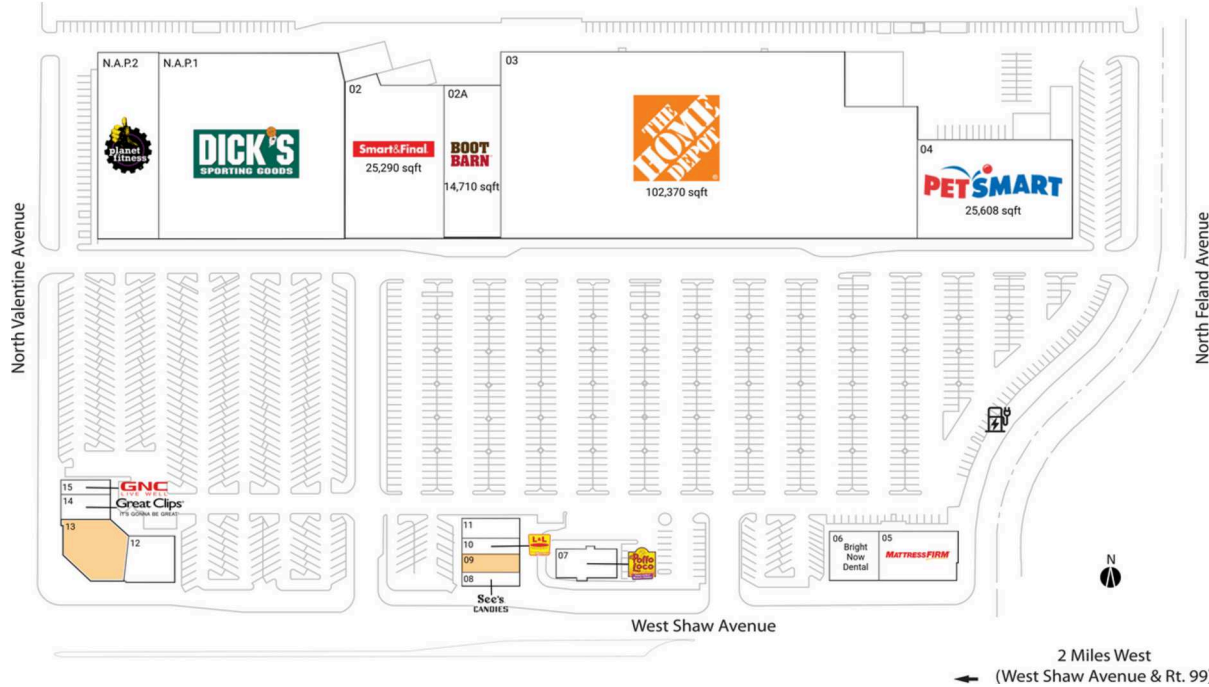 N.A.P.2
N.A.P.1
planet
fitness
DICK'S
SPORTING GOODS
02
Smart&Final.
25,290 sqft
02A
BOOT
BARN
14,710 sqft
03
THE
HOME
DEPOT
102,370 sqft
04
PETSMART
25,608 sqft
North Valentine Avenue
North Feland Avenue
15
GNC
LIVE WELL
14
Great Clips
IT'S GONNA BE GREAT
13
12
11
10
L&L
09
08
See's
CANDIES
07
Pollo
Loco
06
Bright
Now
Dental
05
MATTRESSFIRM
N
West Shaw Avenue
2 Miles West
(West Shaw Avenue & Rt. 99)